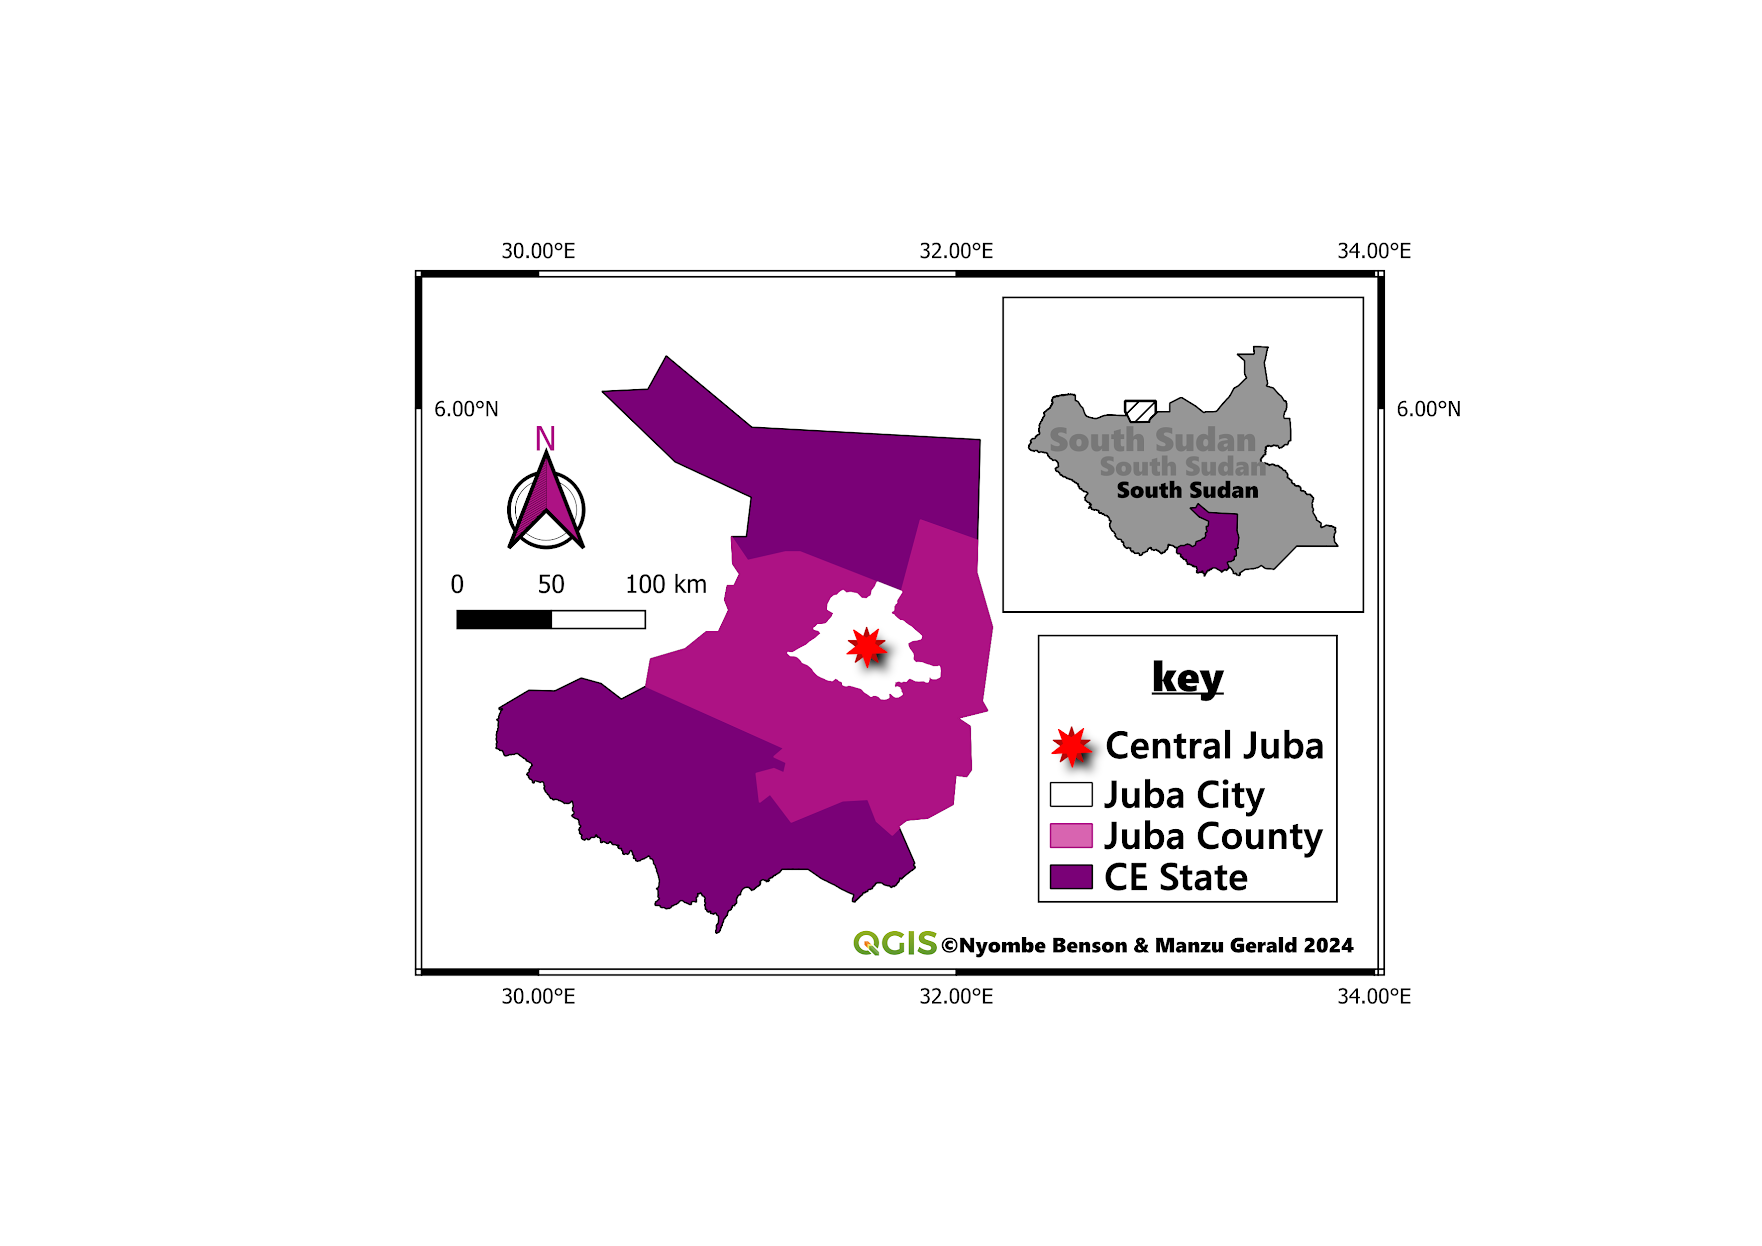 30.00°E 32.00°E 34.00°E
6.00°N 6.00°N
N
0 50 100 km
South Sudan
South Sudan
South Sudan
key
Central Juba
Juba City
Juba County
CE State
QGIS ©Nyombe Benson & Manzu Gerald 2024
30.00°E 32.00°E 34.00°E